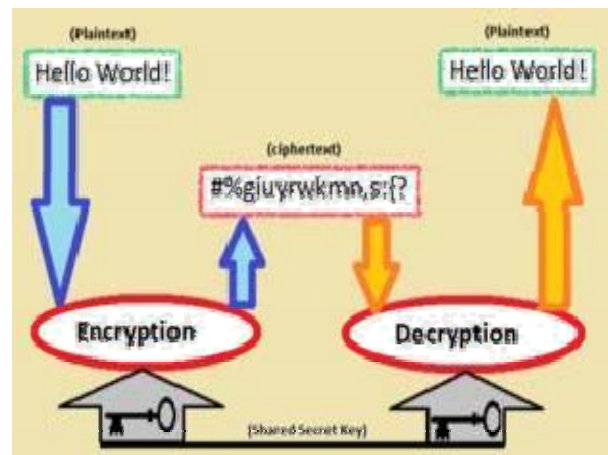 (Plaintext)
Hello World!
(Plaintext)
Hello World!
(ciphertext)
#%giuyrwkmn,s:{?
Encryption
Decryption
(Shared Secret Key)